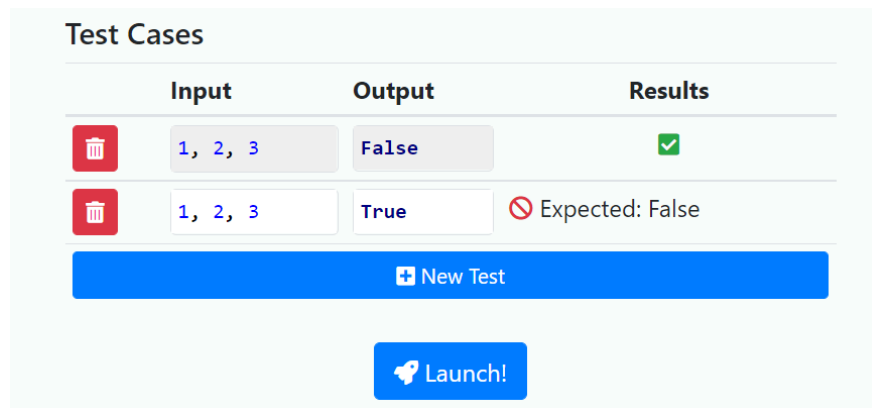 Test Cases
Input Output Results
1, 2, 3 False
1, 2, 3 True Expected: False
New Test
Launch!